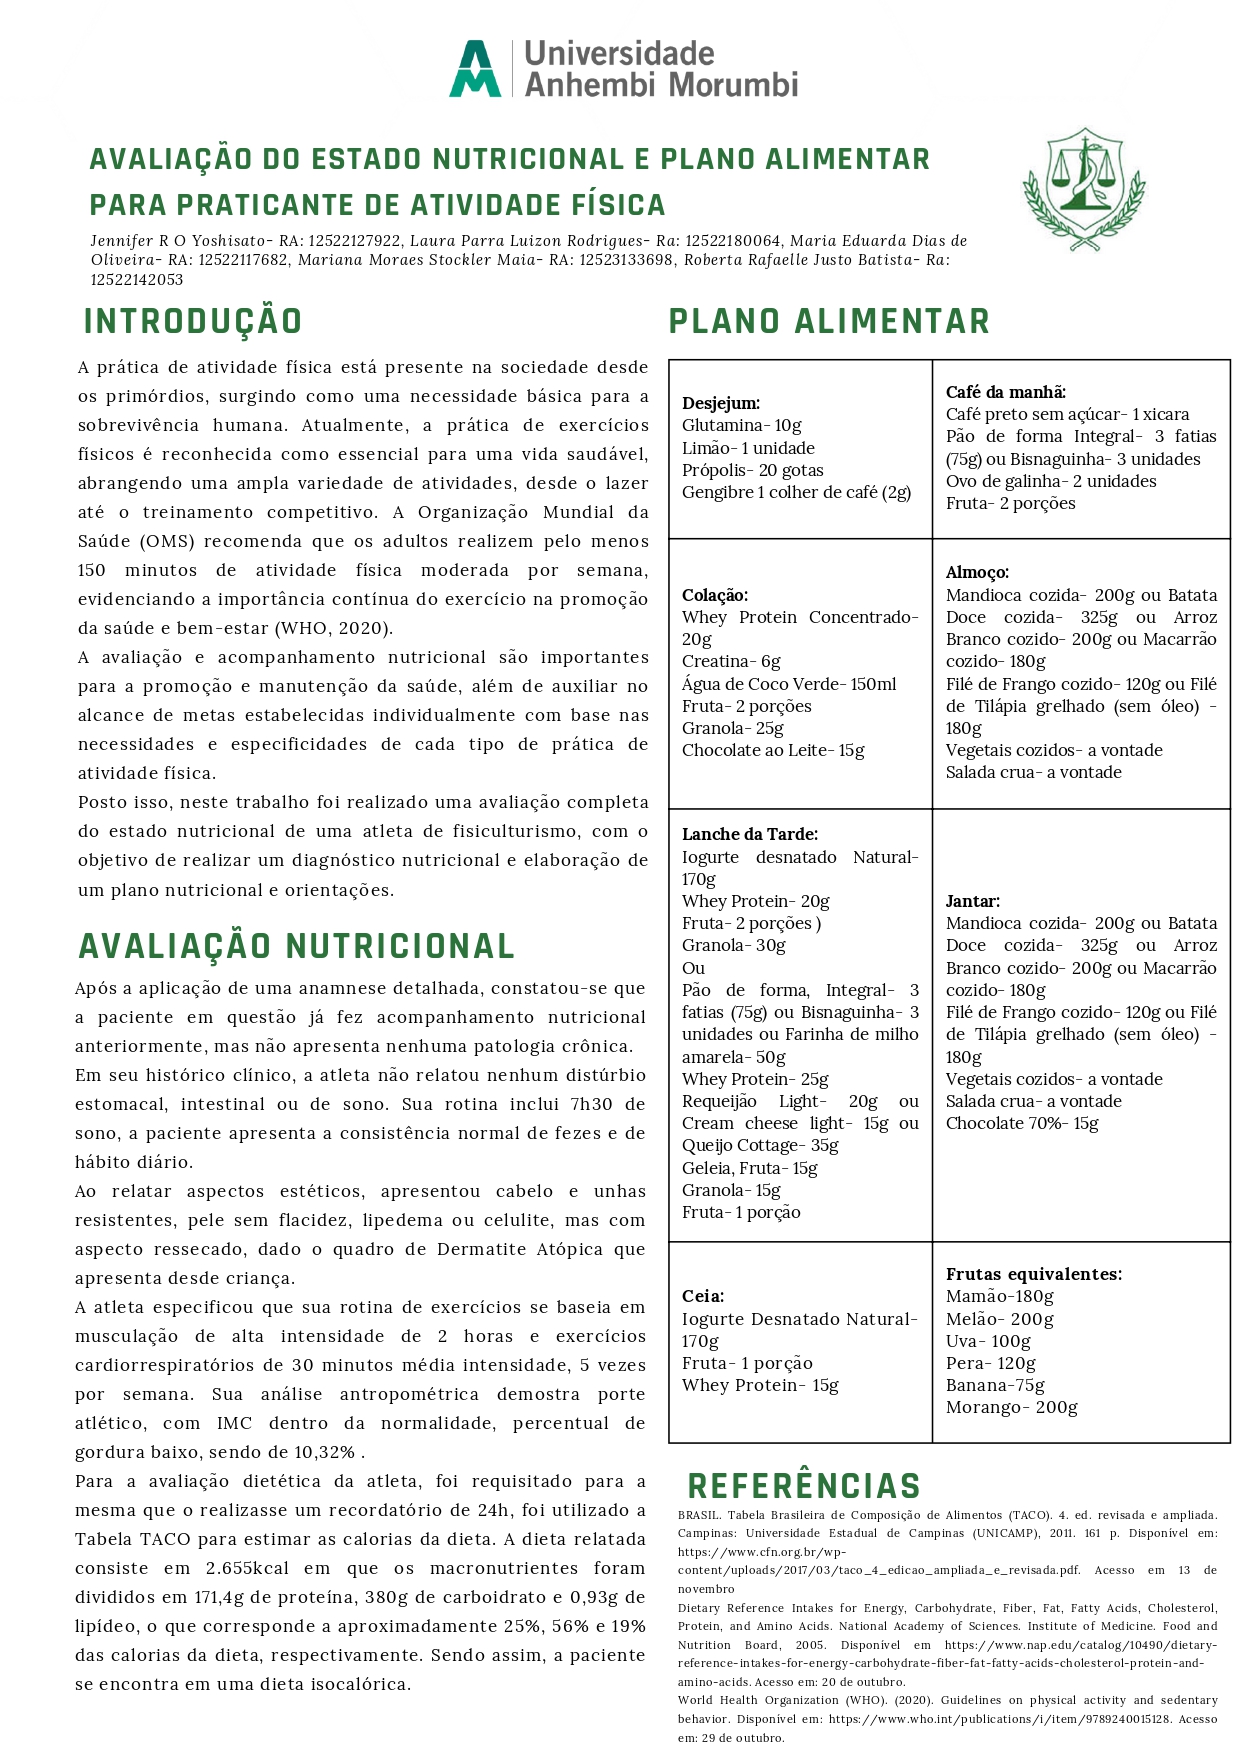 Universidade
Anhembi Morumbi
AVALIAÇÃO DO ESTADO NUTRICIONAL E PLANO ALIMENTAR
PARA PRATICANTE DE ATIVIDADE FÍSICA
Jennifer R O Yoshisato- RA: 12522127922, Laura Parra Luizon Rodrigues- Ra: 12522180064, Maria Eduarda Dias de
Oliveira- RA: 12522117682, Mariana Moraes Stockler Maia- RA: 12523133698, Roberta Rafaelle Justo Batista- Ra:
12522142053
INTRODUÇÃO
A prática de atividade física está presente na sociedade desde
os primórdios, surgindo como uma necessidade básica para a
sobrevivência humana. Atualmente, a prática de exercícios
físicos é reconhecida como essencial para uma vida saudável,
abrangendo uma ampla variedade de atividades, desde o lazer
até o treinamento competitivo. A Organização Mundial da
Saúde (OMS) recomenda que os adultos realizem pelo menos
150 minutos de atividade física moderada por semana,
evidenciando a importância contínua do exercício na promoção
da saúde e bem-estar (WHO, 2020).
A avaliação e acompanhamento nutricional são importantes
para a promoção e manutenção da saúde, além de auxiliar no
alcance de metas estabelecidas individualmente com base nas
necessidades e especificidades de cada tipo de prática de
atividade física.
Posto isso, neste trabalho foi realizado uma avaliação completa
do estado nutricional de uma atleta de fisiculturismo, com o
objetivo de realizar um diagnóstico nutricional e elaboração de
um plano nutricional e orientações.
AVALIAÇÃO NUTRICIONAL
Após a aplicação de uma anamnese detalhada, constatou-se que
a paciente em questão já fez acompanhamento nutricional
anteriormente, mas não apresenta nenhuma patologia crônica.
Em seu histórico clínico, a atleta não relatou nenhum distúrbio
estomacal, intestinal ou de sono. Sua rotina inclui 7h30 de
sono, a paciente apresenta a consistência normal de fezes e de
hábito diário.
Ao relatar aspectos estéticos, apresentou cabelo e unhas
resistentes, pele sem flacidez, lipedema ou celulite, mas com
aspecto ressecado, dado o quadro de Dermatite Atópica que
apresenta desde criança.
A atleta especificou que sua rotina de exercícios se baseia em
musculação de alta intensidade de 2 horas e exercícios
cardiorrespiratórios de 30 minutos média intensidade, 5 vezes
por semana. Sua análise antropométrica demostra porte
atlético, com IMC dentro da normalidade, percentual de
gordura baixo, sendo de 10,32% .
Para a avaliação dietética da atleta, foi requisitado para a
mesma que o realizasse um recordatório de 24h, foi utilizado a
Tabela TACO para estimar as calorias da dieta. A dieta relatada
consiste em 2.655kcal em que os macronutrientes foram
divididos em 171,4g de proteína, 380g de carboidrato e 0,93g de
lipídeo, o que corresponde a aproximadamente 25%, 56% e 19%
das calorias da dieta, respectivamente. Sendo assim, a paciente
se encontra em uma dieta isocalórica.
PLANO ALIMENTAR
Desjejum:
Glutamina- 10g
Limão- 1 unidade
Própolis- 20 gotas
Gengibre 1 colher de café (2g)
Café da manhã:
Café preto sem açúcar- 1 xicara
Pão de forma Integral- 3 fatias
(75g) ou Bisnaguinha- 3 unidades
Ovo de galinha- 2 unidades
Fruta- 2 porções
Colação:
Whey Protein Concentrado-
20g
Creatina- 6g
Água de Coco Verde- 150ml
Fruta- 2 porções
Granola- 25g
Chocolate ao Leite- 15g
Almoço:
Mandioca cozida- 200g ou Batata
Doce cozida- 325g ou Arroz
Branco cozido- 200g ou Macarrão
cozido- 180g
Filé de Frango cozido- 120g ou Filé
de Tilápia grelhado (sem óleo) -
180g
Vegetais cozidos- a vontade
Salada crua- a vontade
Lanche da Tarde:
Iogurte desnatado Natural-
170g
Whey Protein- 20g
Fruta- 2 porções )
Granola- 30g
Ou
Pão de forma, Integral- 3
fatias (75g) ou Bisnaguinha- 3
unidades ou Farinha de milho
amarela- 50g
Whey Protein- 25g
Requeijão Light- 20g ou
Cream cheese light- 15g ou
Queijo Cottage- 35g
Geleia, Fruta- 15g
Granola- 15g
Fruta- 1 porção
Jantar:
Mandioca cozida- 200g ou Batata
Doce cozida- 325g ou Arroz
Branco cozido- 200g ou Macarrão
cozido- 180g
Filé de Frango cozido- 120g ou Filé
de Tilápia grelhado (sem óleo) -
180g
Vegetais cozidos- a vontade
Salada crua- a vontade
Chocolate 70%- 15g
Ceia:
Iogurte Desnatado Natural-
170g
Fruta- 1 porção
Whey Protein- 15g
Frutas equivalentes:
Mamão-180g
Melão- 200g
Uva- 100g
Pera- 120g
Banana-75g
Morango- 200g
REFERÊNCIAS
BRASIL. Tabela Brasileira de Composição de Alimentos (TACO). 4. ed. revisada e ampliada.
Campinas: Universidade Estadual de Campinas (UNICAMP), 2011. 161 p. Disponível em:
https://www.cfn.org.br/wp-
content/uploads/2017/03/taco_4_edicao_ampliada_e_revisada.pdf. Acesso em 13 de
novembro
Dietary Reference Intakes for Energy, Carbohydrate, Fiber, Fat, Fatty Acids, Cholesterol,
Protein, and Amino Acids. National Academy of Sciences. Institute of Medicine. Food and
Nutrition Board, 2005. Disponível em https://www.nap.edu/catalog/10490/dietary-
reference-intakes-for-energy-carbohydrate-fiber-fat-fatty-acids-cholesterol-protein-and-
amino-acids. Acesso em: 20 de outubro.
World Health Organization (WHO). (2020). Guidelines on physical activity and sedentary
behavior. Disponível em: https://www.who.int/publications/i/item/9789240015128. Acesso
em: 29 de outubro.